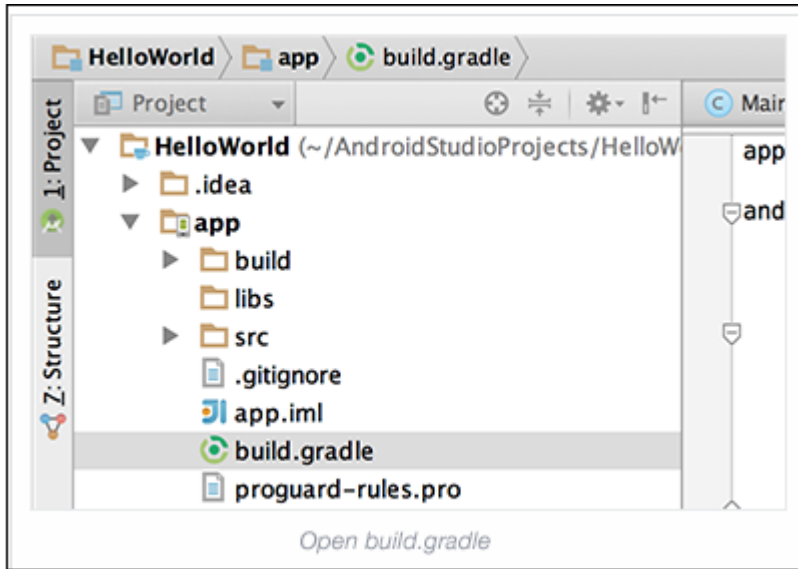 HelloWorld app build.gradle
1: Project
Z: Structure
Project
HelloWorld (~/AndroidStudioProjects/HelloW
.idea
app
build
libs
src
.gitignore
app.iml
build.gradle
proguard-rules.pro
C Mair
app
and
Open build.gradle